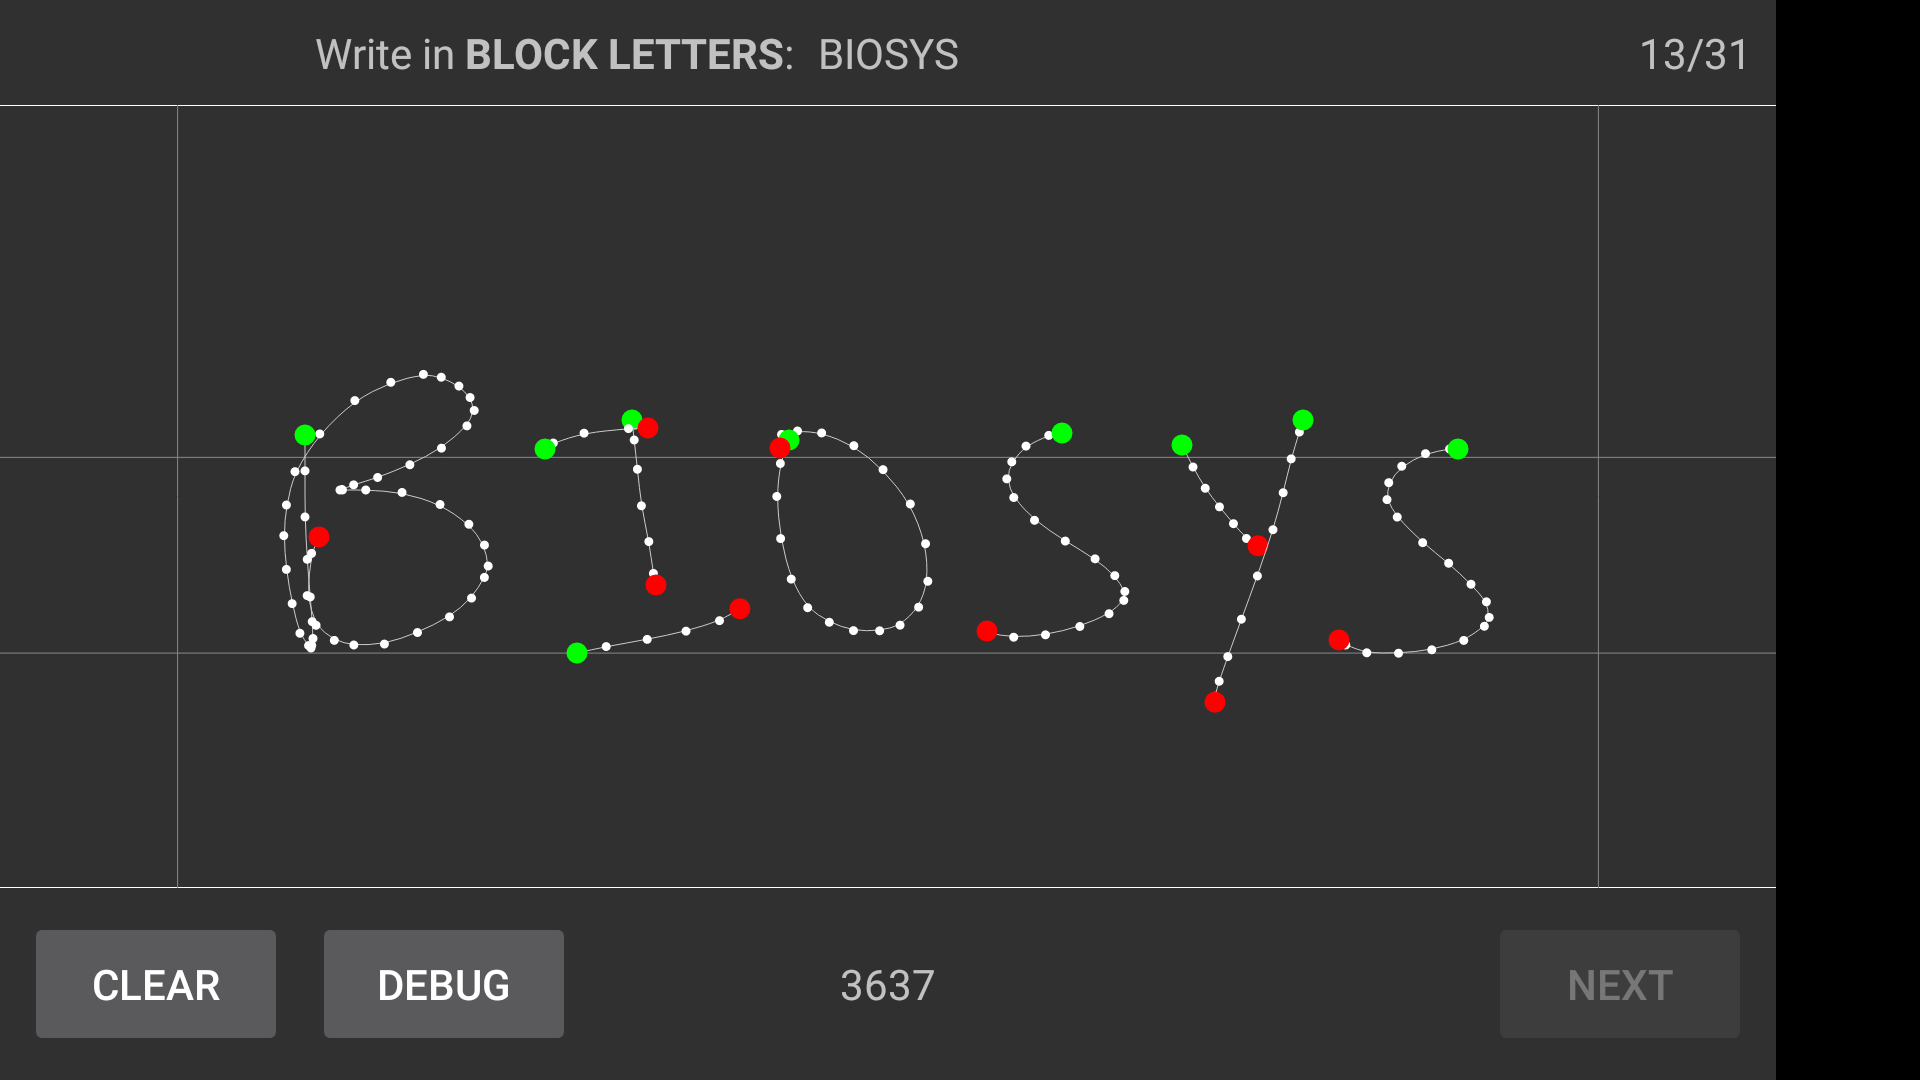 Write in BLOCK LETTERS: BIOSYS 13/31
BIOSYS
CLEAR DEBUG 3637 NEXT